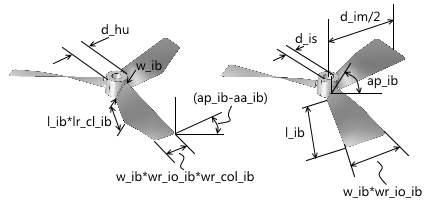 d_hu
w_ib
l_ib*lr_cl_ib
(ap_ib-aa_ib)
w_ib*wr_io_ib*wr_col_ib
d_im/2
d_is
ap_ib
l_ib
w_ib*wr_io_ib